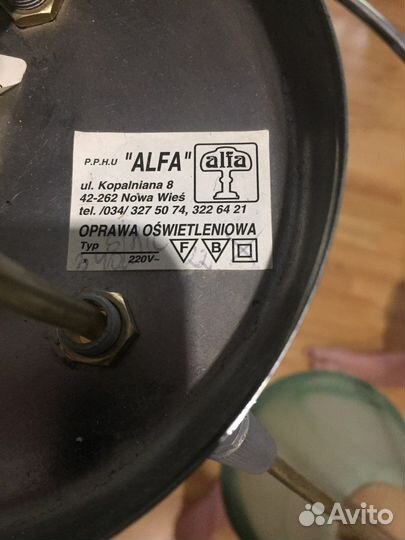 P.P.H.U "ALFA" alfa
ul. Kopalniana 8
42-262 Nowa Wieś
tel. /034/ 327 50 74, 322 64 21
OPRAWA OŚWIETLENIOWA
Typ F B
220V~
Avito